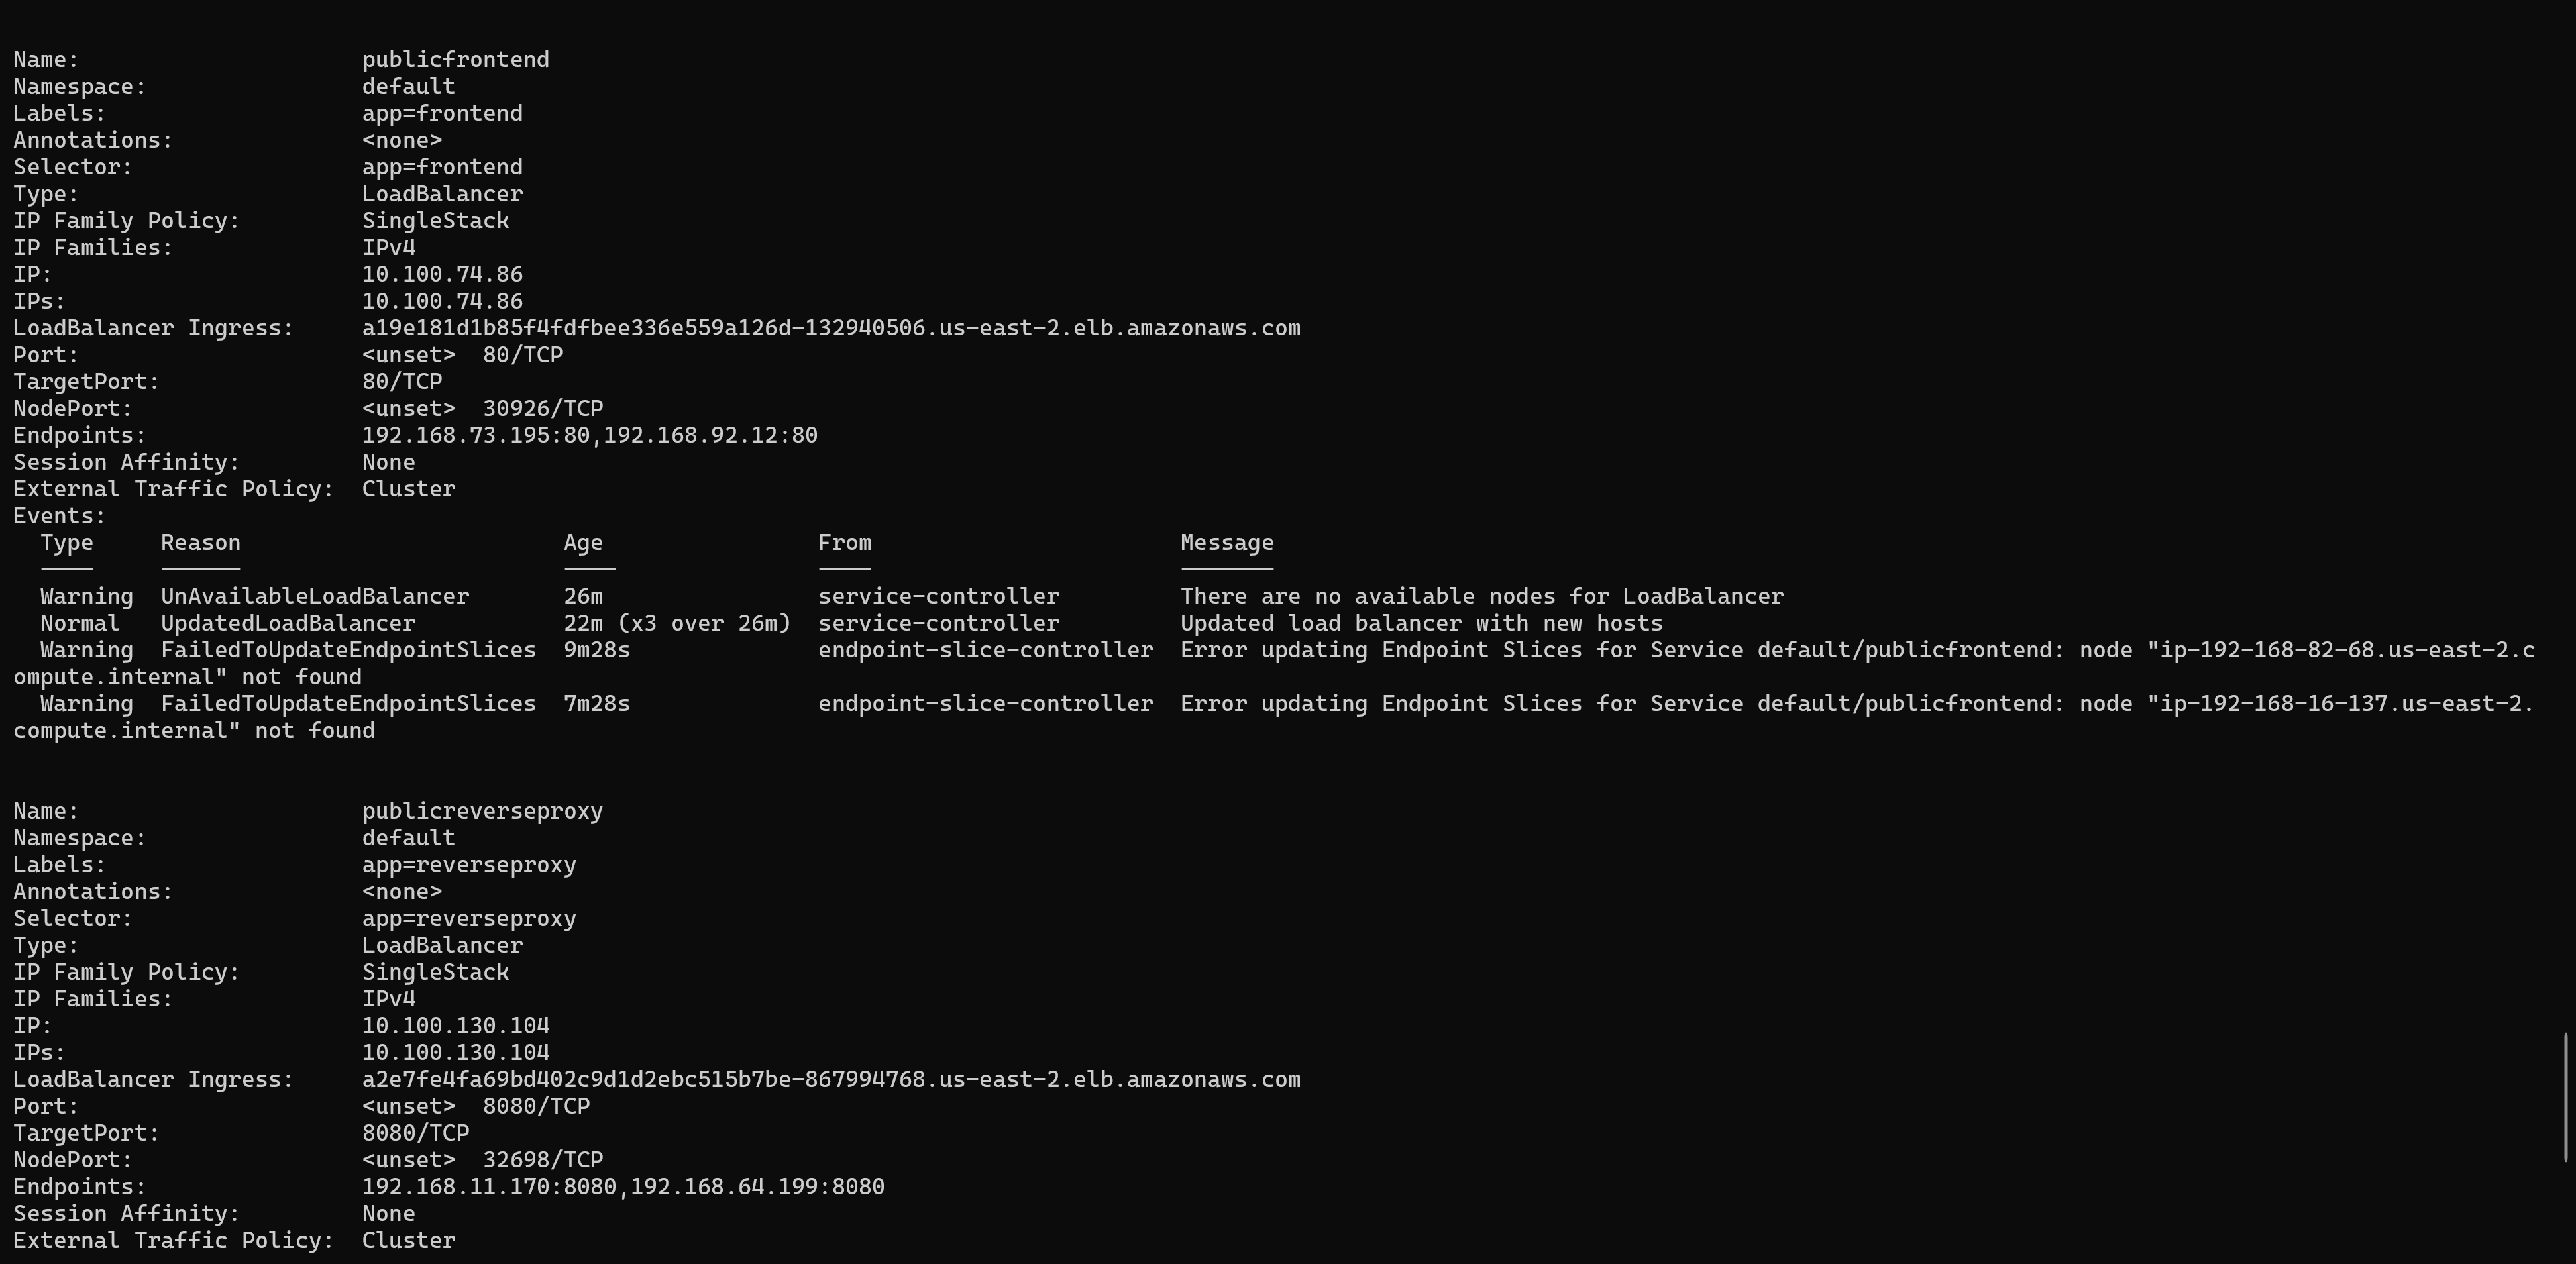 Name:                     publicfrontend
Namespace:                default
Labels:                   app=frontend
Annotations:              <none>
Selector:                 app=frontend
Type:                     LoadBalancer
IP Family Policy:         SingleStack
IP Families:              IPv4
IP:                       10.100.74.86
IPs:                      10.100.74.86
LoadBalancer Ingress:     a19e181d1b85f4fdfbee336e559a126d-132940506.us-east-2.elb.amazonaws.com
Port:                     <unset>  80/TCP
TargetPort:               80/TCP
NodePort:                 <unset>  30926/TCP
Endpoints:                192.168.73.195:80,192.168.92.12:80
Session Affinity:         None
External Traffic Policy:  Cluster
Events:
  Type     Reason                        Age                From                       Message
  ----     ------                        ----               ----                       -------
  Warning  UnAvailableLoadBalancer       26m                service-controller         There are no available nodes for LoadBalancer
  Normal   UpdatedLoadBalancer           22m (x3 over 26m)  service-controller         Updated load balancer with new hosts
  Warning  FailedToUpdateEndpointSlices  9m28s              endpoint-slice-controller  Error updating Endpoint Slices for Service default/publicfrontend: node "ip-192-168-82-68.us-east-2.c
ompute.internal" not found
  Warning  FailedToUpdateEndpointSlices  7m28s              endpoint-slice-controller  Error updating Endpoint Slices for Service default/publicfrontend: node "ip-192-168-16-137.us-east-2.
compute.internal" not found
Name:                     publicreverseproxy
Namespace:                default
Labels:                   app=reverseproxy
Annotations:              <none>
Selector:                 app=reverseproxy
Type:                     LoadBalancer
IP Family Policy:         SingleStack
IP Families:              IPv4
IP:                       10.100.130.104
IPs:                      10.100.130.104
LoadBalancer Ingress:     a2e7fe4fa69bd402c9d1d2ebc515b7be-867994768.us-east-2.elb.amazonaws.com
Port:                     <unset>  8080/TCP
TargetPort:               8080/TCP
NodePort:                 <unset>  32698/TCP
Endpoints:                192.168.11.170:8080,192.168.64.199:8080
Session Affinity:         None
External Traffic Policy:  Cluster